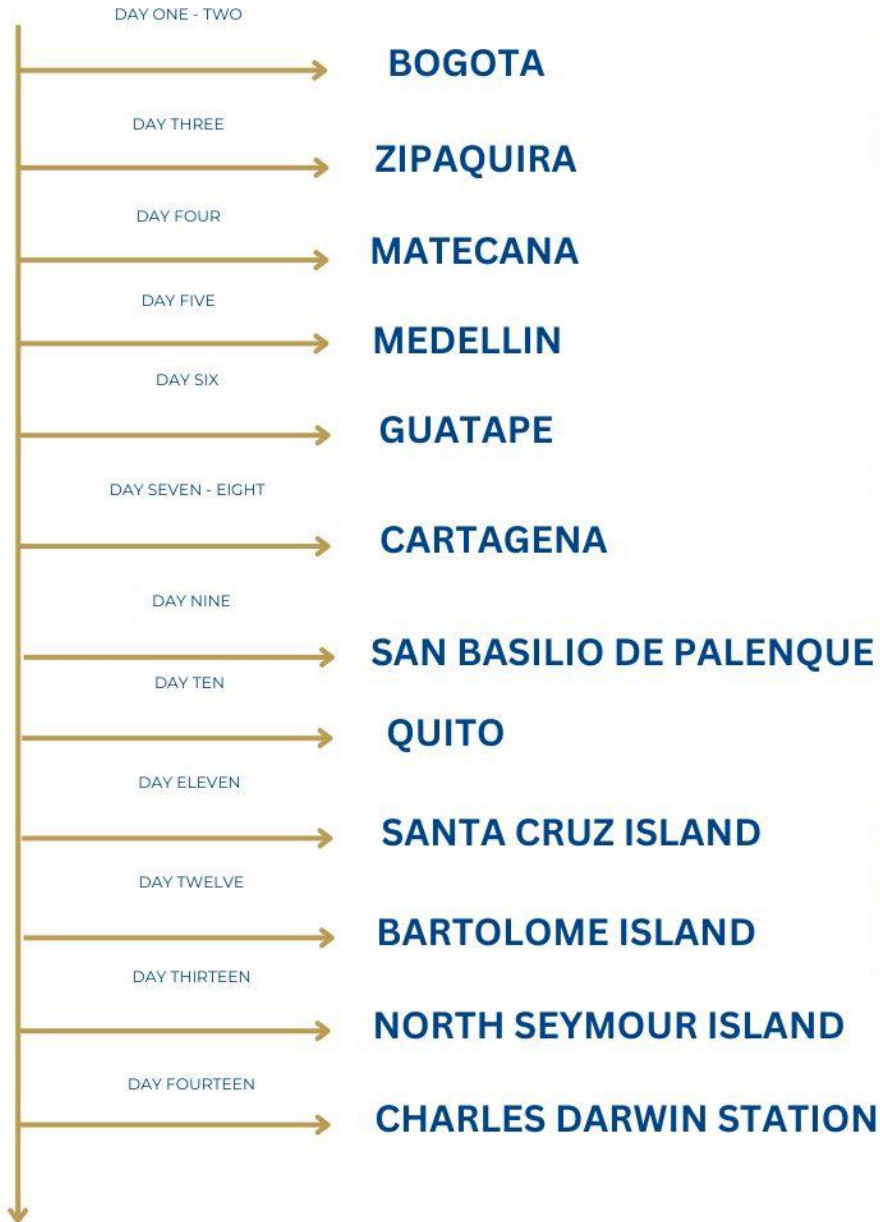 DAY ONE - TWO
BOGOTA
DAY THREE
ZIPAQUIRA
DAY FOUR
MATECANA
DAY FIVE
MEDELLIN
DAY SIX
GUATAPE
DAY SEVEN - EIGHT
CARTAGENA
DAY NINE
SAN BASILIO DE PALENQUE
DAY TEN
QUITO
DAY ELEVEN
SANTA CRUZ ISLAND
DAY TWELVE
BARTOLOME ISLAND
DAY THIRTEEN
NORTH SEYMOUR ISLAND
DAY FOURTEEN
CHARLES DARWIN STATION